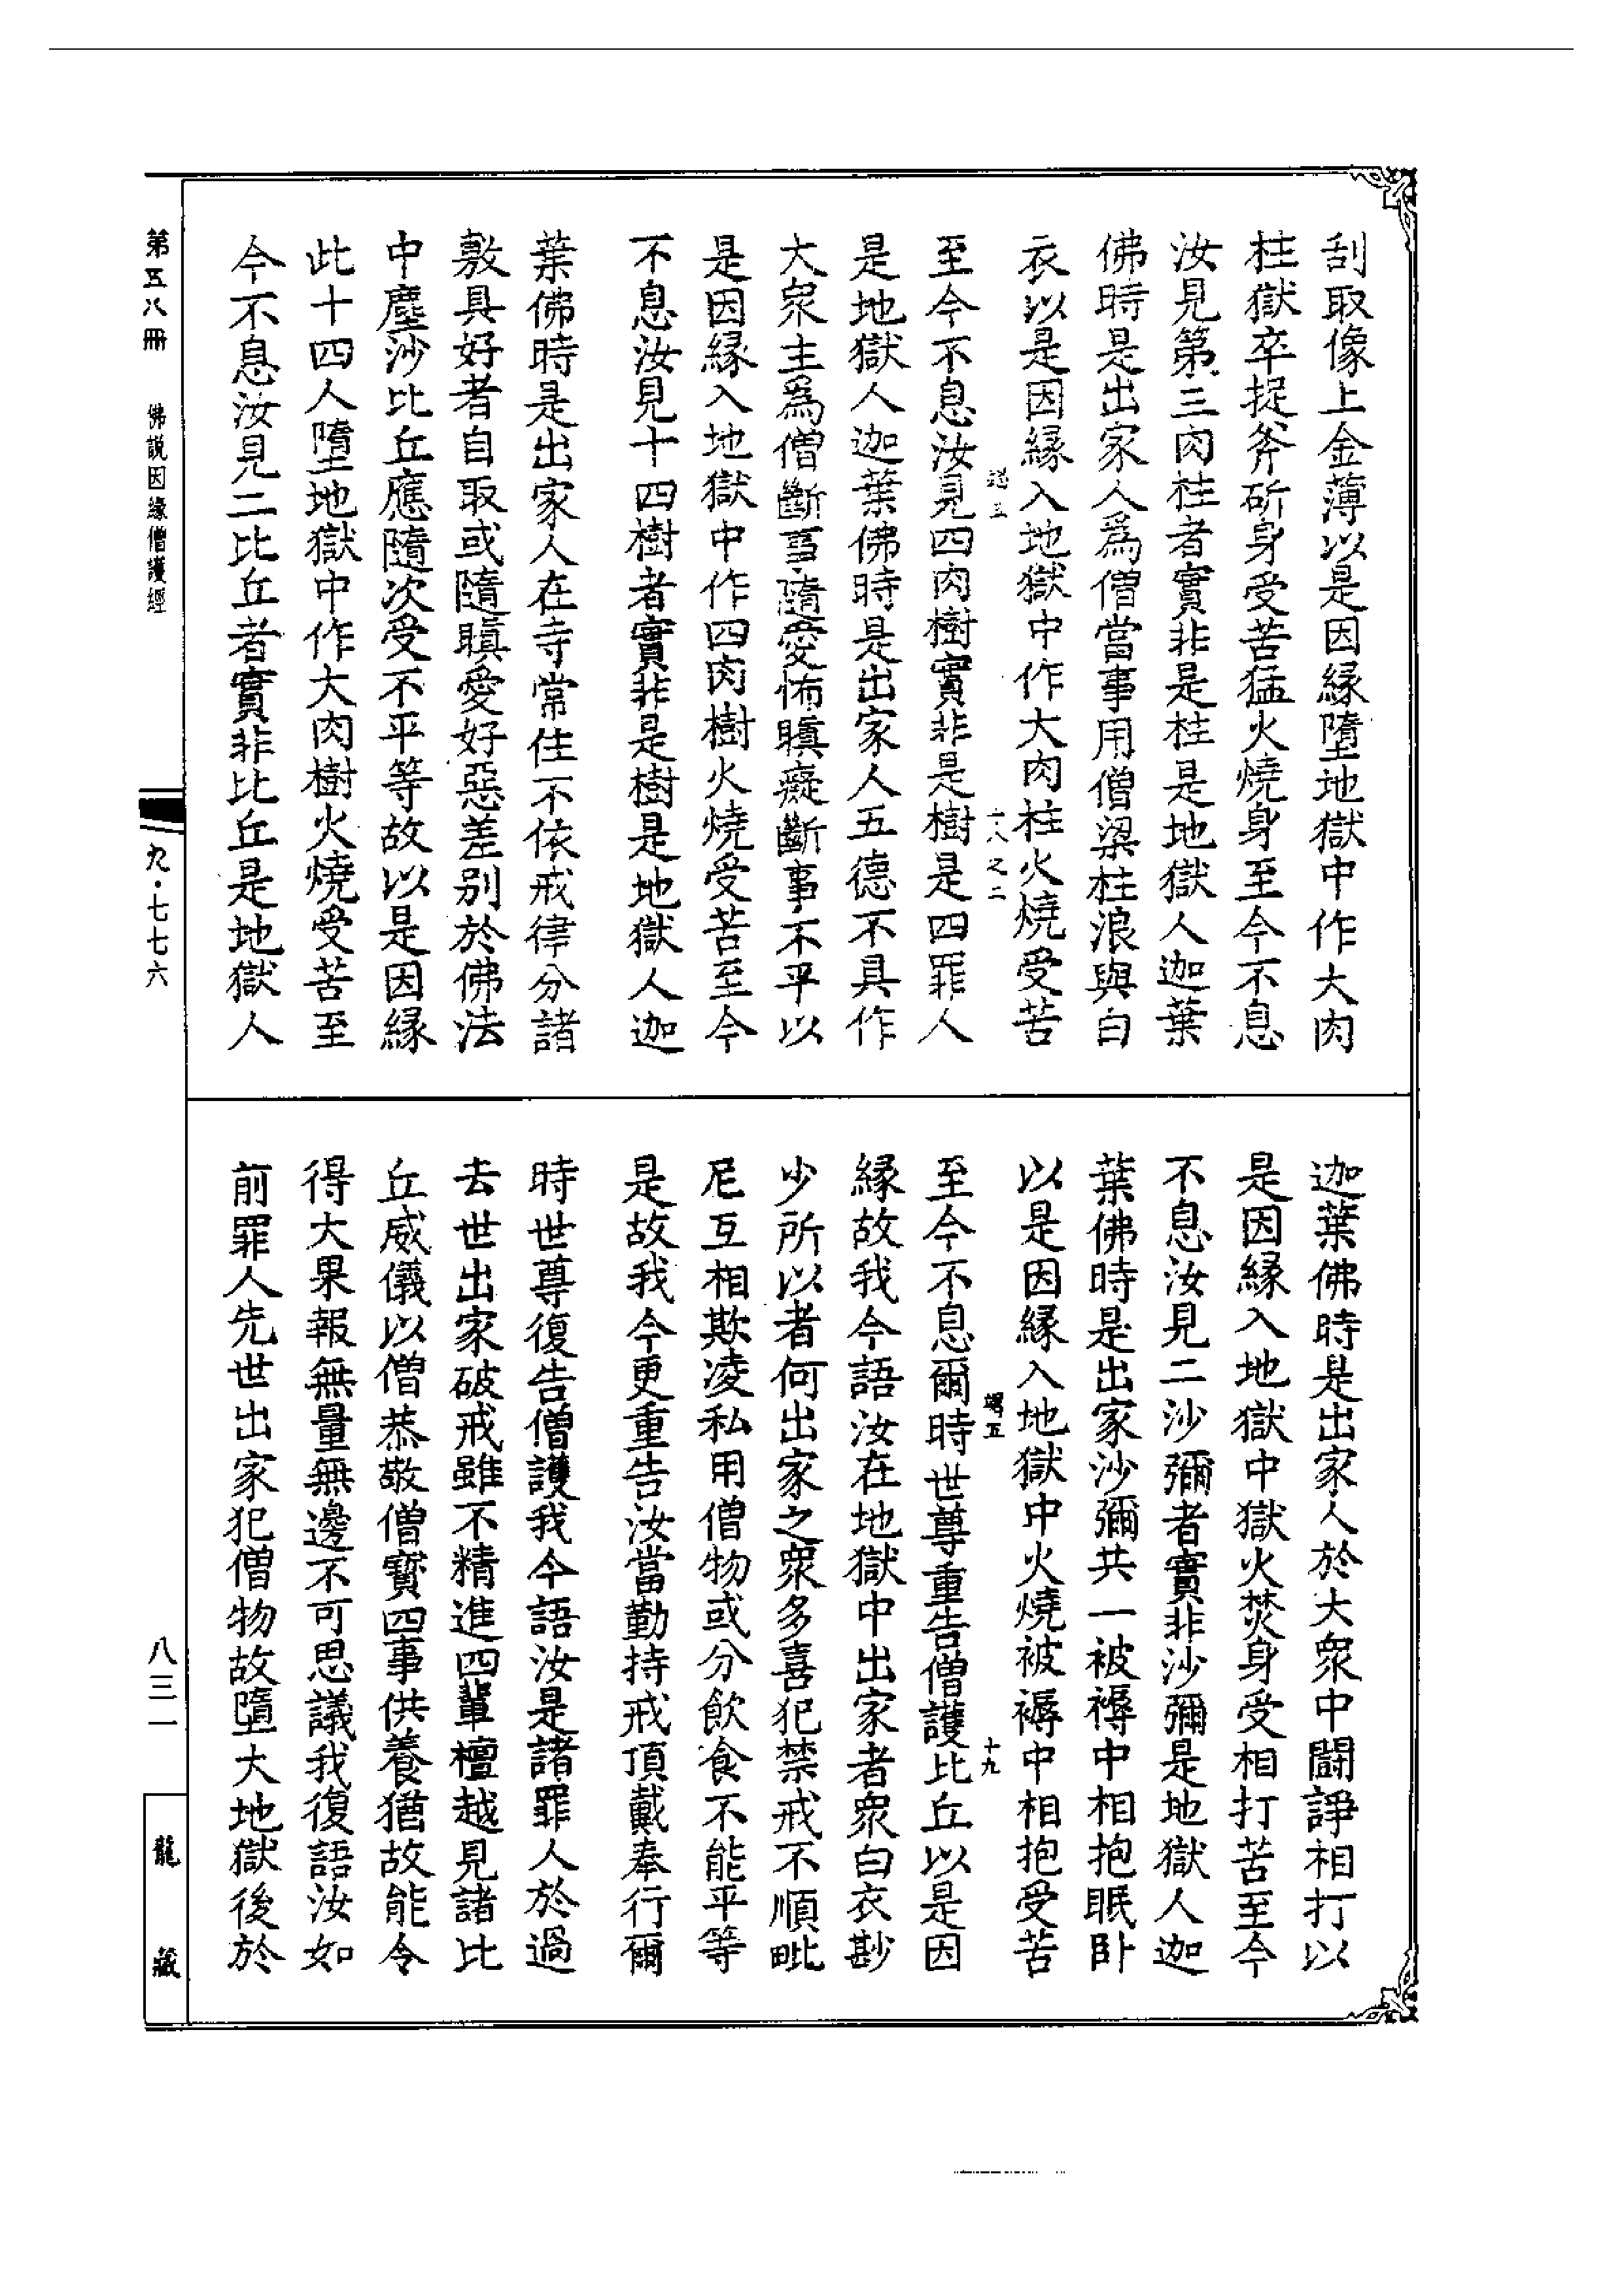 刮取像上金薄以是因緣墮地獄中作大肉
柱獄卒捉斧斫身受苦猛火燒身至今不息
汝見第三肉柱者實非是柱是地獄人迦葉
佛時是出家人爲僧當事用僧梁柱浪與白
衣以是因緣入地獄中作大肉柱火燒受苦
至今不息汝見四肉樹實非是樹是四罪人
是地獄人迦葉佛時是出家人五德不具作
大衆主爲僧斷事隨愛怖瞋癡斷事不平以
是因緣入地獄中作四肉樹火燒受苦至今
不息汝見十四樹者實非是樹是地獄人迦
葉佛時是出家人在寺常住不依戒律分諸
敷具好者自取或隨瞋愛好惡差別於佛法
中塵沙比丘應隨次受不平等故以是因緣
此十四人墮地獄中作大肉樹火燒受苦至
今不息汝見二比丘者實非比丘是地獄人
迦葉佛時是出家人於大衆中鬭諍相打以
是因緣入地獄中獄火焚身受相打苦至今
不息汝見二沙彌者實非沙彌是地獄人迦
葉佛時是出家沙彌共一被褥中相抱眠卧
以是因緣入地獄中火燒被褥中相抱受苦
五
十九
至今不息爾時世尊重告僧護比丘以是因
緣故我今語汝在地獄中出家者衆白衣尠
少所以者何出家之衆多喜犯禁戒不順毗
尼互相欺凌私用僧物或分飲食不能平等
是故我今更重告汝當勤持戒頂戴奉行爾
時世尊復告僧護我今語汝是諸罪人於過
去世出家破戒雖不精進四輩檀越見諸比
丘威儀以僧恭敬僧寶四事供養猶故能令
得大果報無量無邊不可思議我復語汝如
前罪人先世出家犯僧物故墮大地獄後於
第五八冊
佛説因緣僧護經
九·七七六
八三一
龍藏